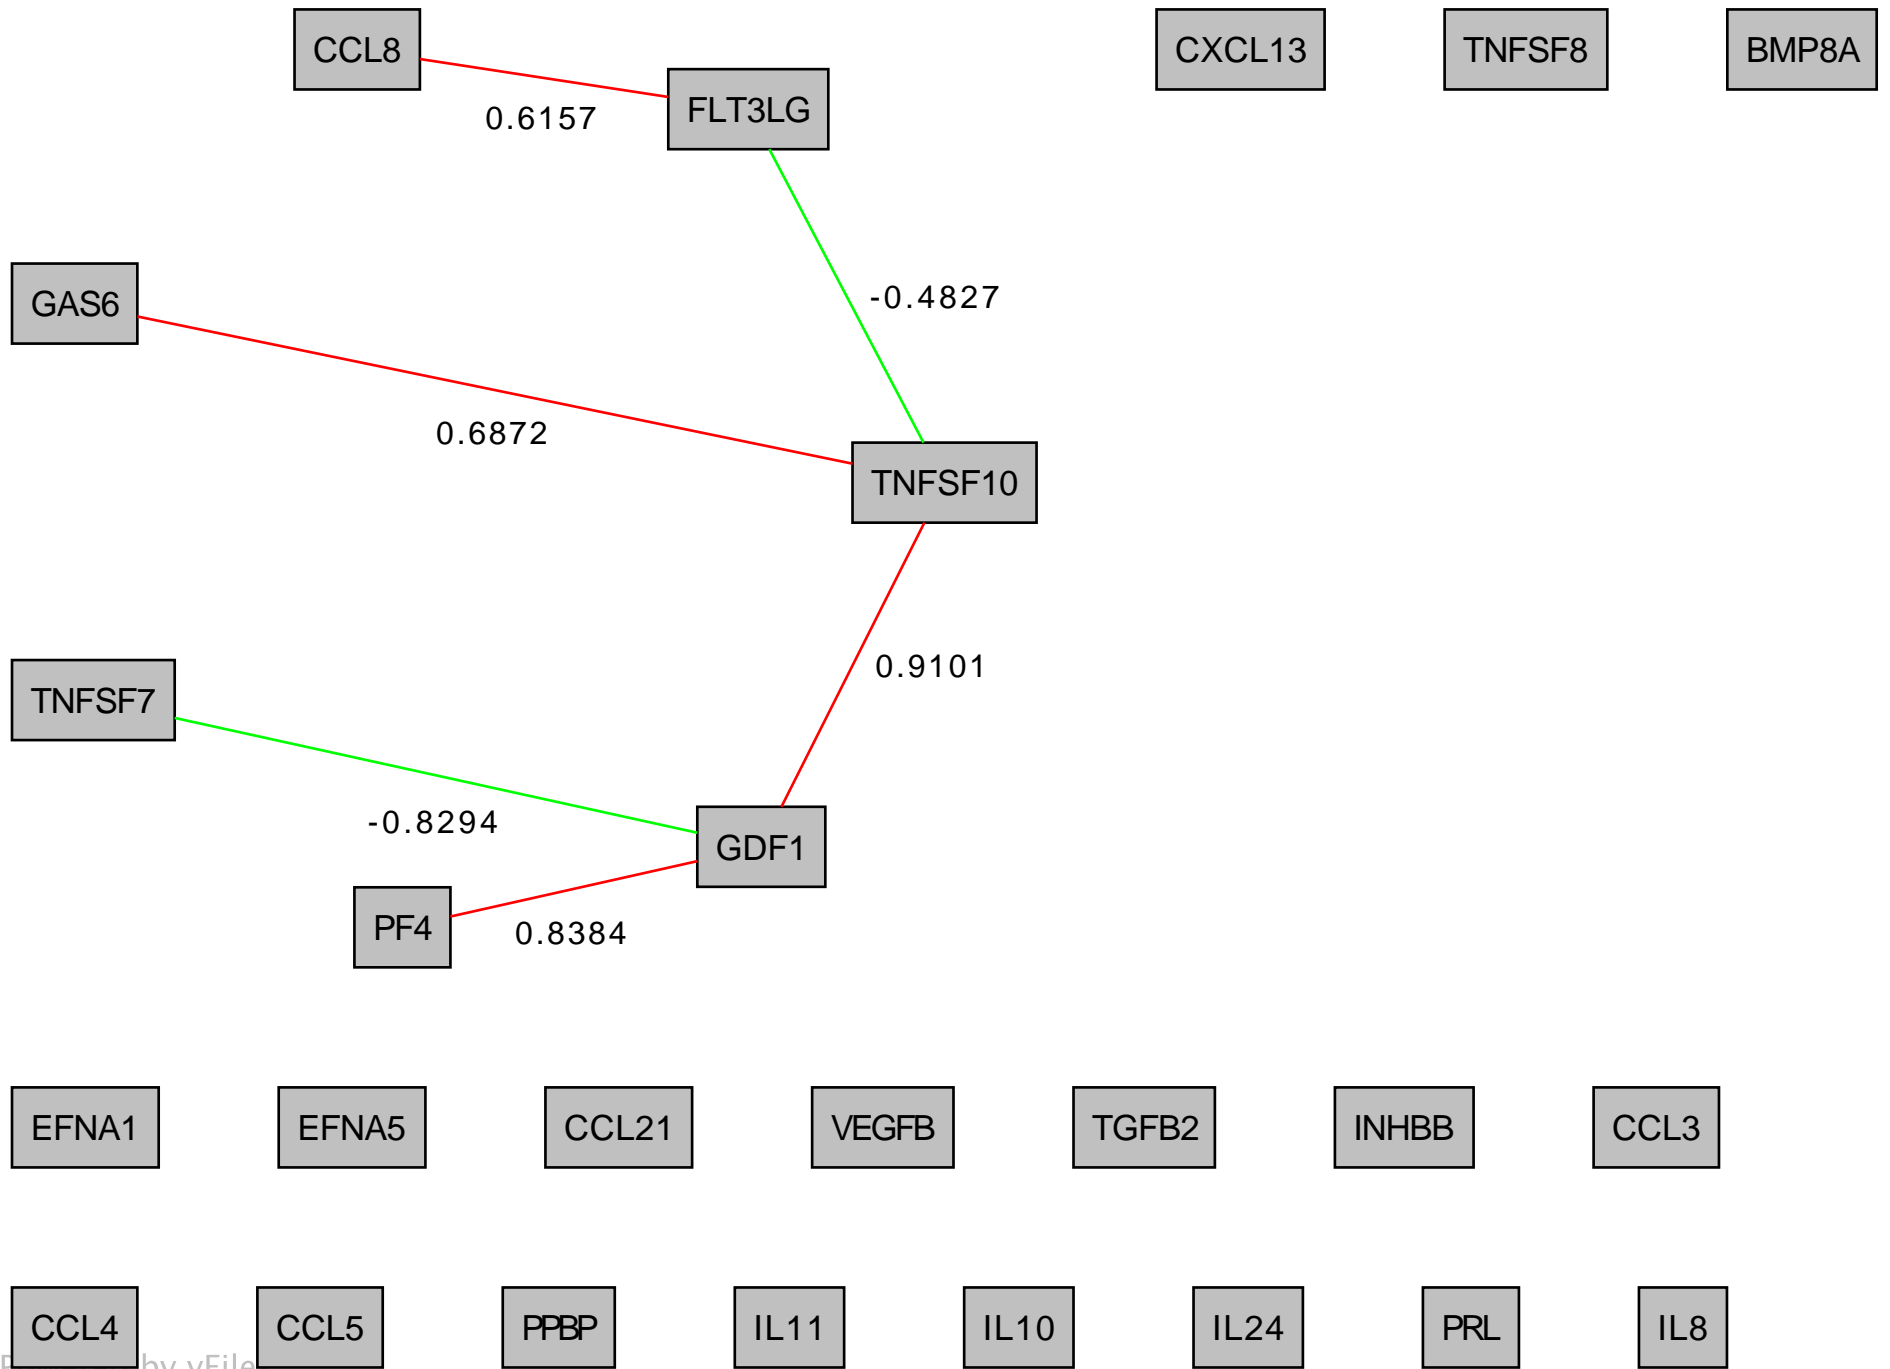 CCL8
CXCL13
TNFSF8
BMP8A
FLT3LG
0.6157
GAS6
-0.4827
0.6872
TNFSF10
0.9101
TNFSF7
-0.8294
GDF1
PF4
0.8384
EFNA1
EFNA5
CCL21
VEGFB
TGFB2
INHBB
CCL3
CCL4
CCL5
PPBP
IL11
IL10
IL24
PRL
IL8
by